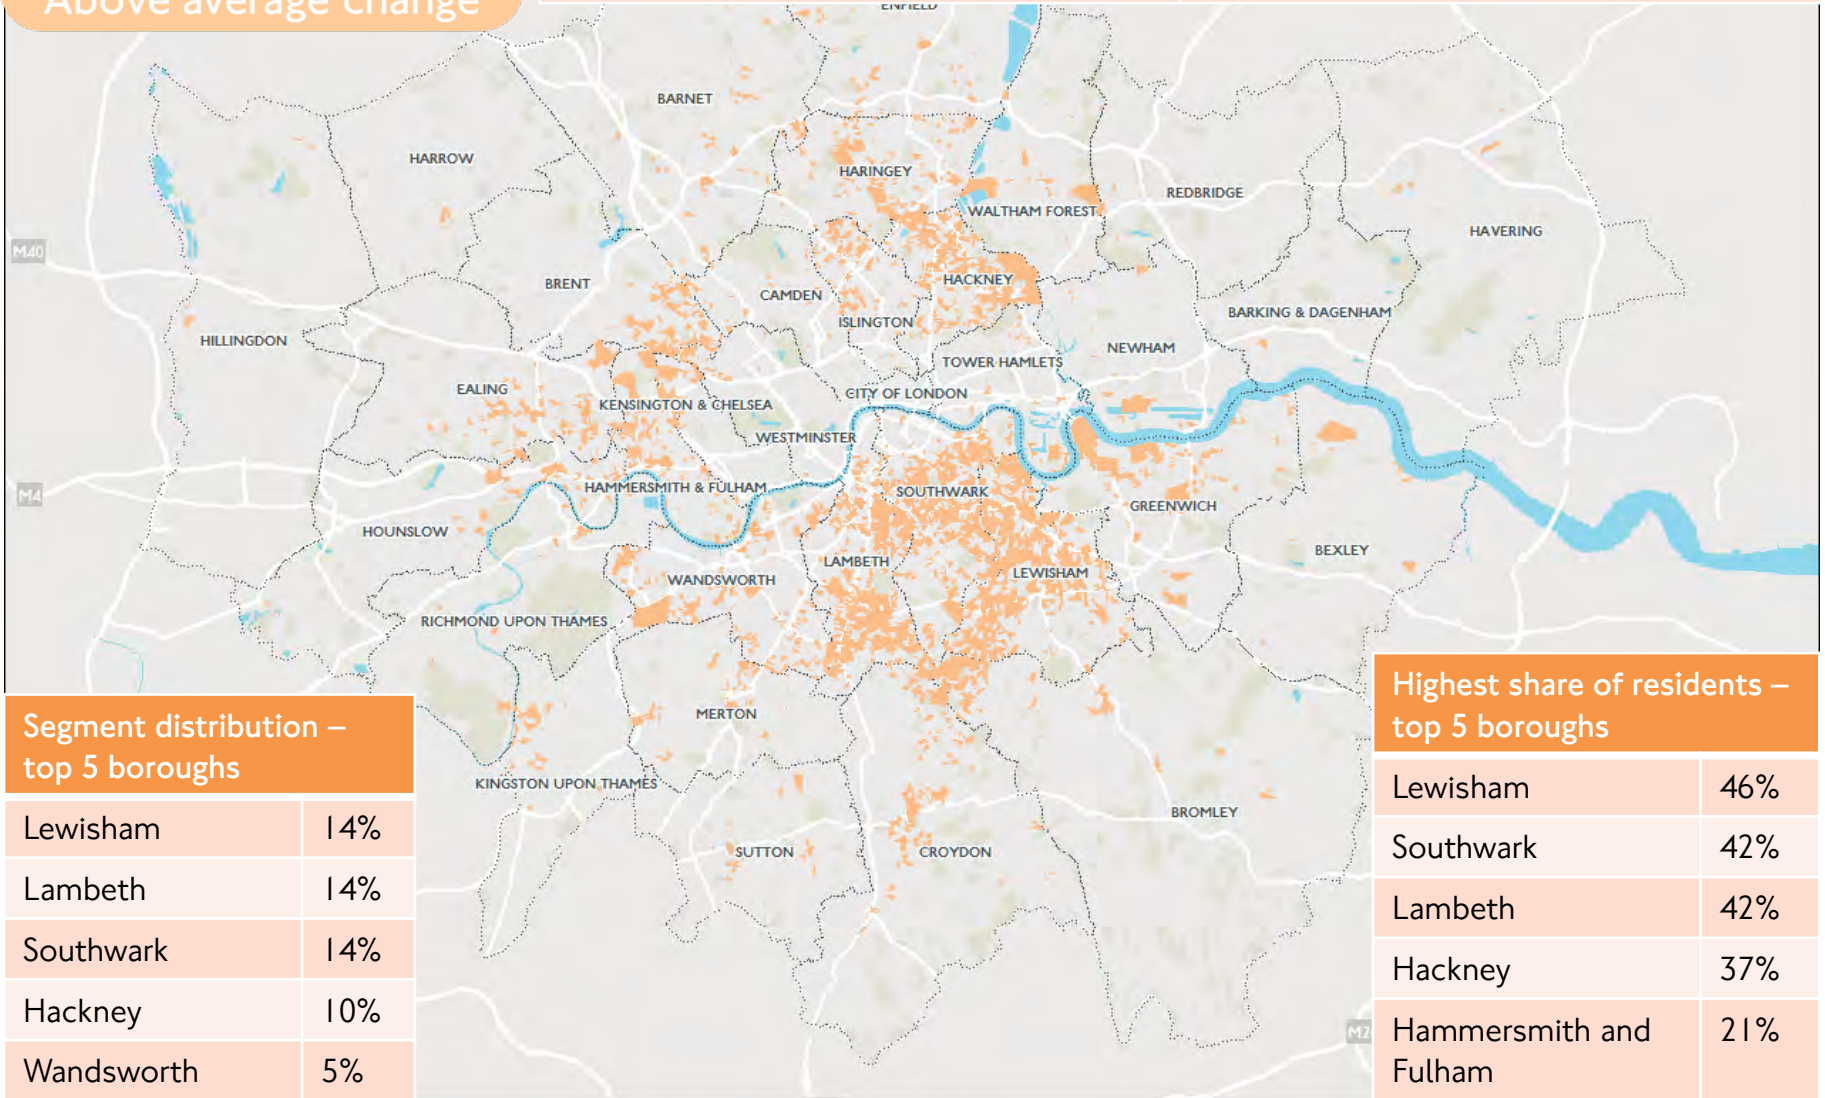 Above average change
ENFIELD
BARNET
HARROW
HARINGEY
REDBRIDGE
WALTHAM FOREST
HAVERING
M40
HACKNEY
BRENT
CAMDEN
BARKING & DAGENHAM
ISLINGTON
HILLINGDON
NEWHAM
TOWER HAMLETS
EALING
CITY OF LONDON
KENSINGTON & CHELSEA
WESTMINSTER
HAMMERSMITH & FULHAM
SOUTHWARK
M4
GREENWICH
HOUNSLOW
BEXLEY
LAMBETH
LEWISHAM
WANDSWORTH
RICHMOND UPON THAMES
MERTON
KINGSTON UPON THAMES
BROMLEY
SUTTON
CROYDON
Segment distribution –
top 5 boroughs
Lewisham 14%
Lambeth 14%
Southwark 14%
Hackney 10%
Wandsworth 5%
Highest share of residents –
top 5 boroughs
Lewisham 46%
Southwark 42%
Lambeth 42%
Hackney 37%
Hammersmith and 21%
Fulham